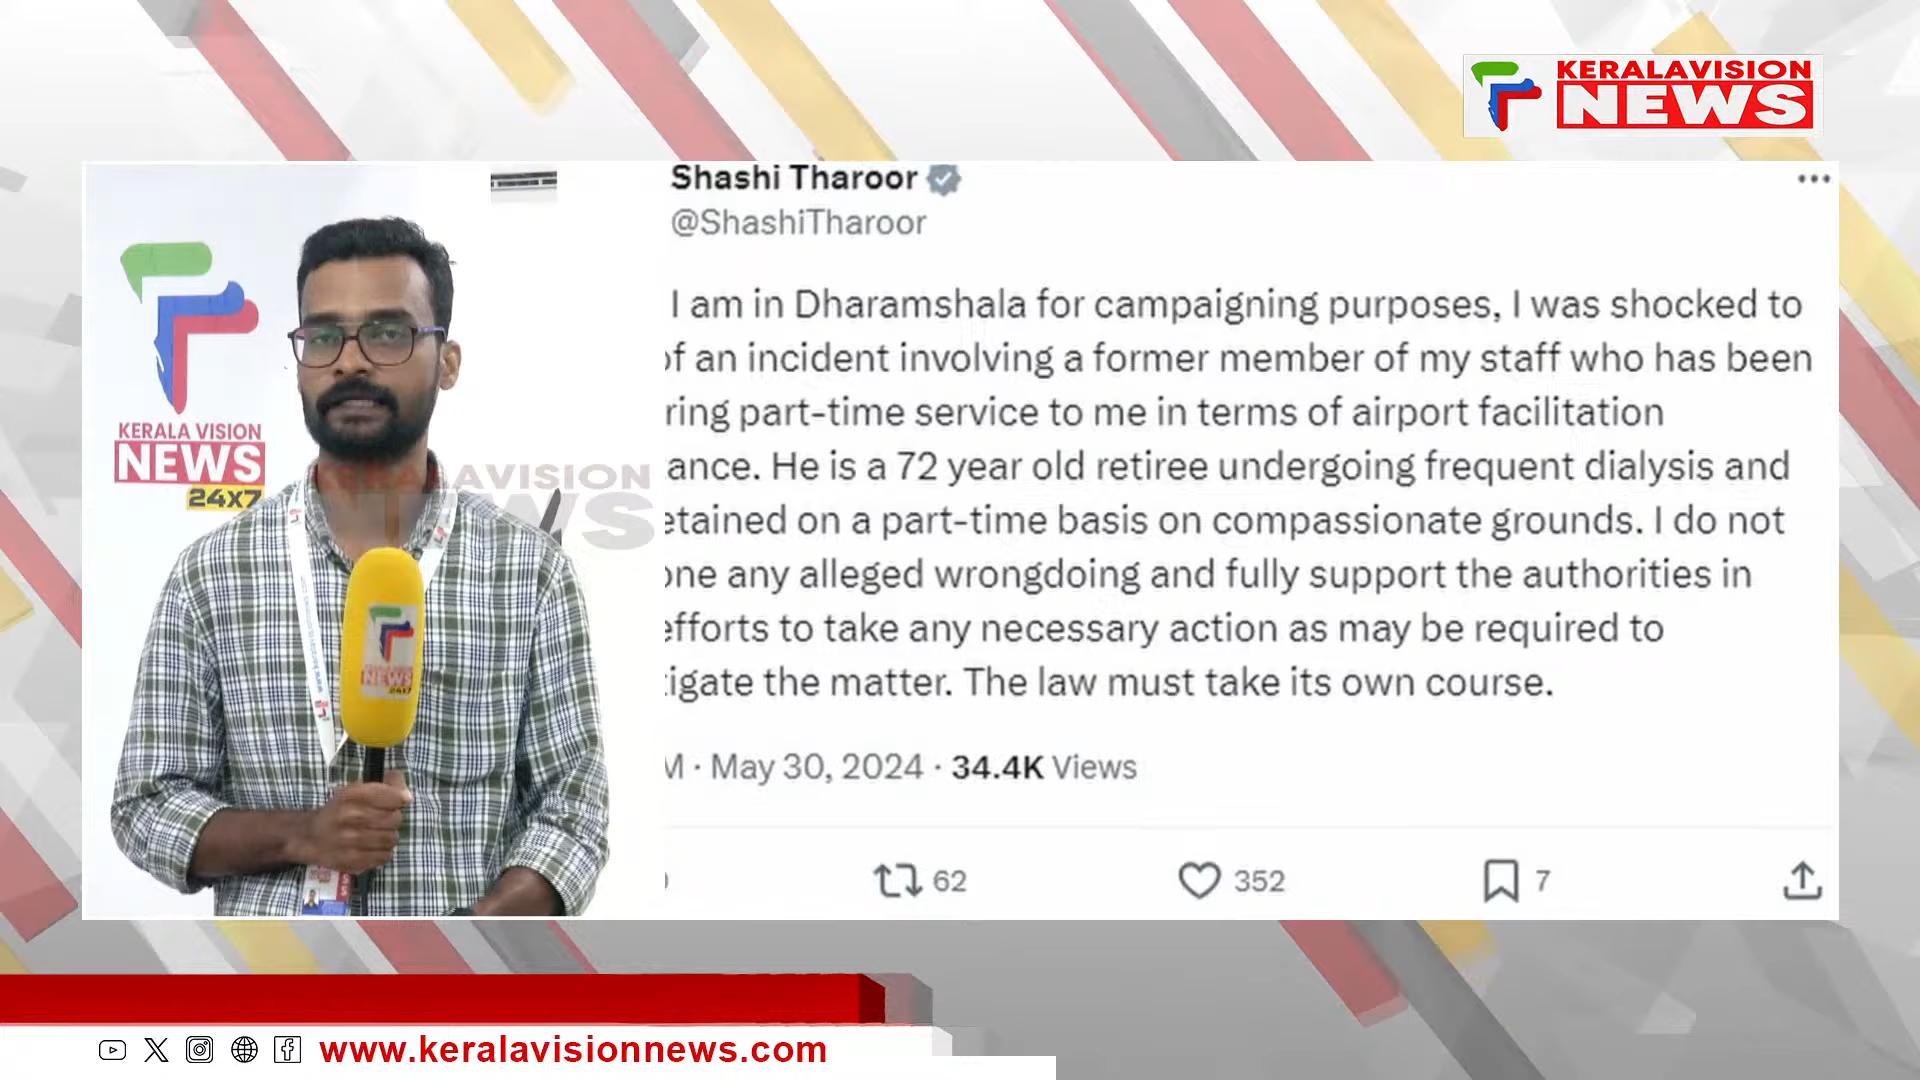 KERALAVISION
NEWS
Shashi Tharoor
@ShashiTharoor
I am in Dharamshala for campaigning purposes, I was shocked to
of an incident involving a former member of my staff who has been
ring part-time service to me in terms of airport facilitation
ance. He is a 72 year old retiree undergoing frequent dialysis and
etained on a part-time basis on compassionate grounds. I do not
one any alleged wrongdoing and fully support the authorities in
efforts to take any necessary action as may be required to
tigate the matter. The law must take its own course.
M · May 30, 2024 · 34.4K Views
62 352 7
KERALA VISION
NEWS
24X7
KERALAVISION
NEWS
NEWS
24x7
www.keralavisionnews.com